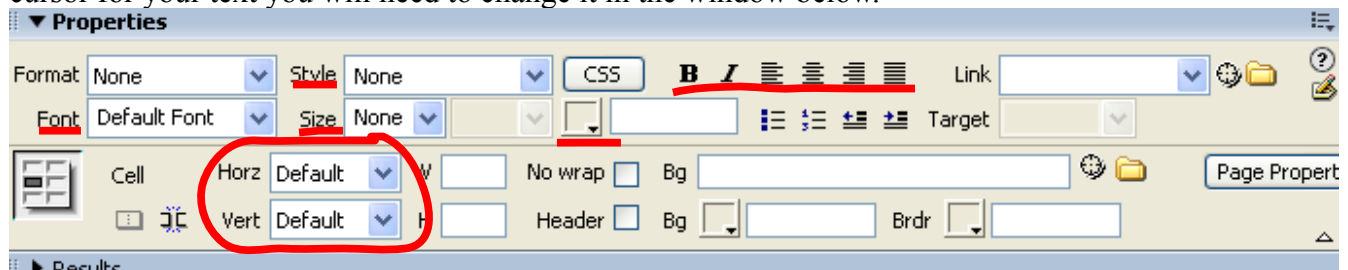 cursor for your text you will need to change it in the window below.
Properties
Format None Style None CSS B I Link
Font Default Font Size None Target
Cell Horz Default W No wrap Bg Page Propert
Vert Default H Header Bg Brdr
Results